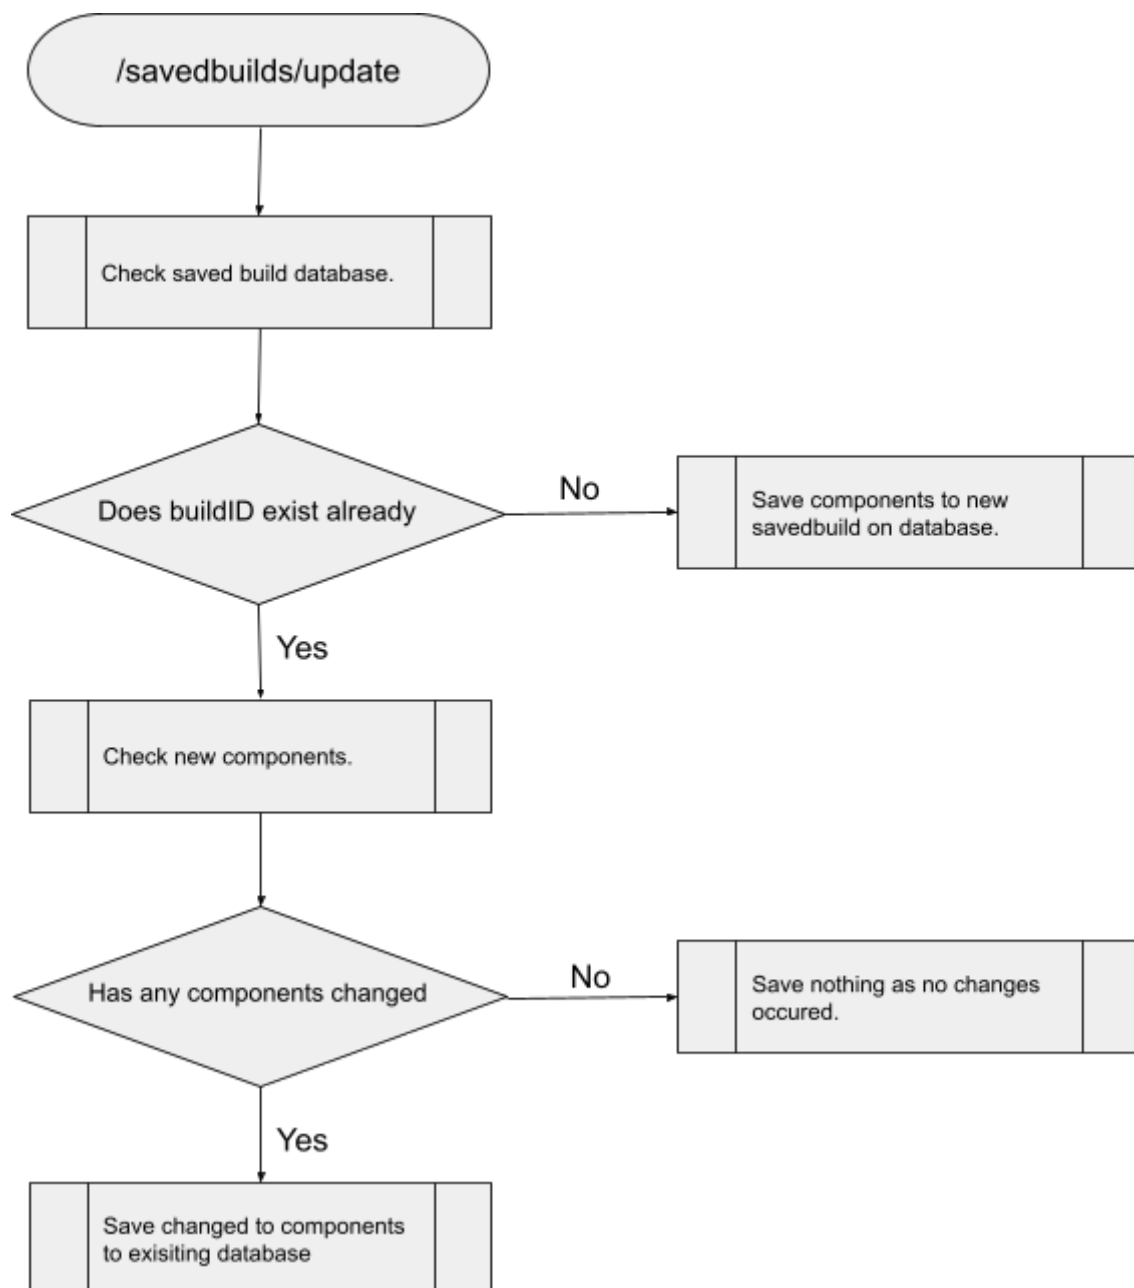 /savedbuilds/update
Check saved build database.
Does buildID exist already
No
Save components to new
savedbuild on database.
Yes
Check new components.
Has any components changed
No
Save nothing as no changes
occured.
Yes
Save changed to components
to exisiting database